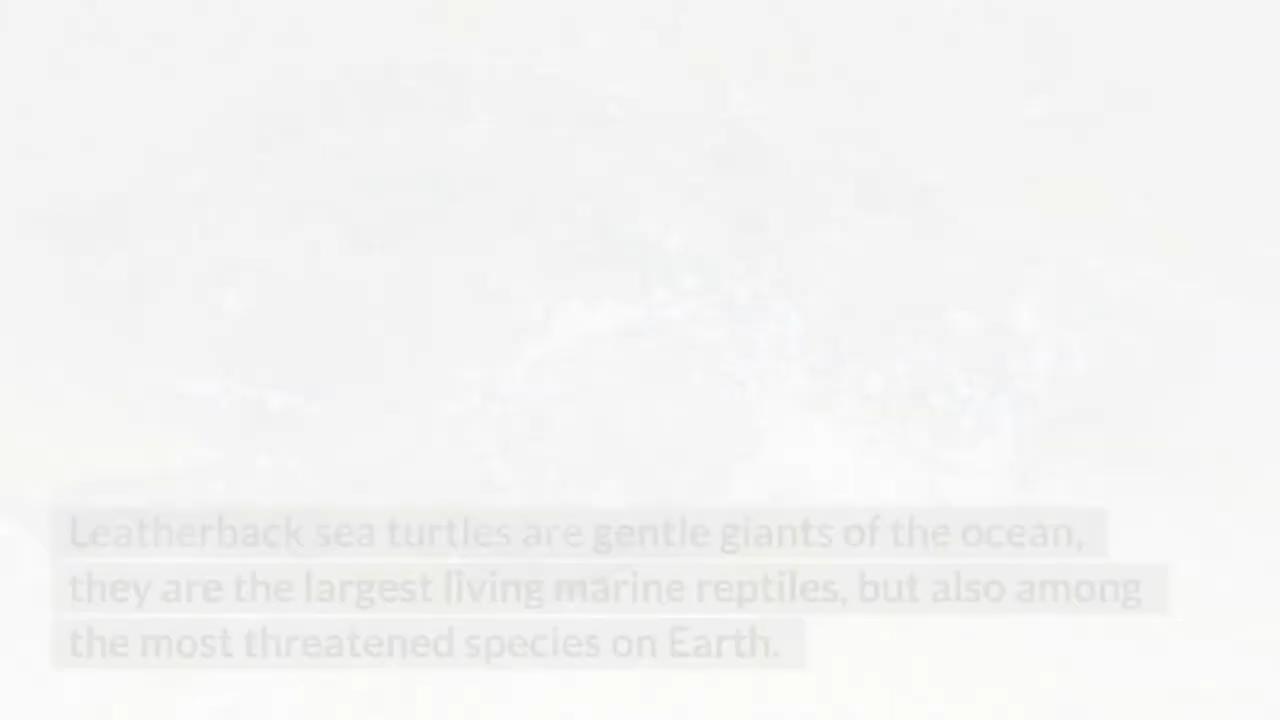 Leatherback sea turtles are gentle giants of the ocean,
they are the largest living marine reptiles, but also among
the most threatened species on Earth.